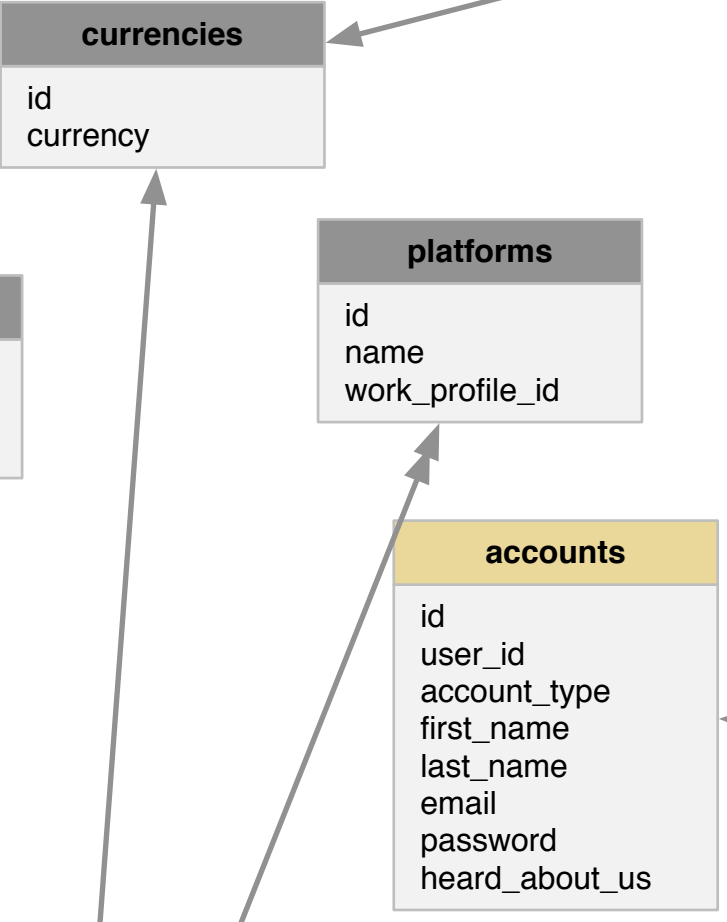 currencies
id
currency
platforms
id
name
work_profile_id
accounts
id
user_id
account_type
first_name
last_name
email
password
heard_about_us